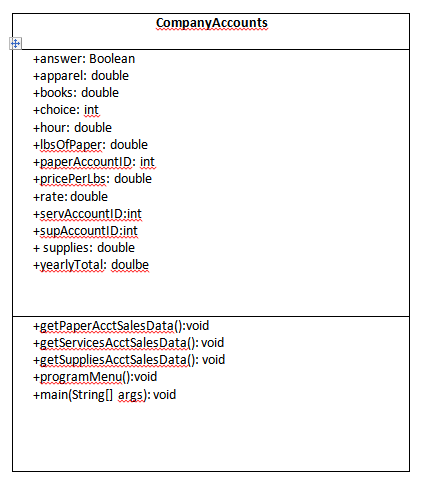 CompanyAccounts
+answer: Boolean
+apparel: double
+books: double
+choice: int
+hour: double
+lbsOfPaper: double
+paperAccountID: int
+pricePerLbs: double
+rate: double
+servAccountID:int
+supAccountID:int
+ supplies: double
+yearlyTotal: doulbe
+getPaperAcctSalesData():void
+getServicesAcctSalesData(): void
+getSuppliesAcctSalesData(): void
+programMenu():void
+main(String[] args): void